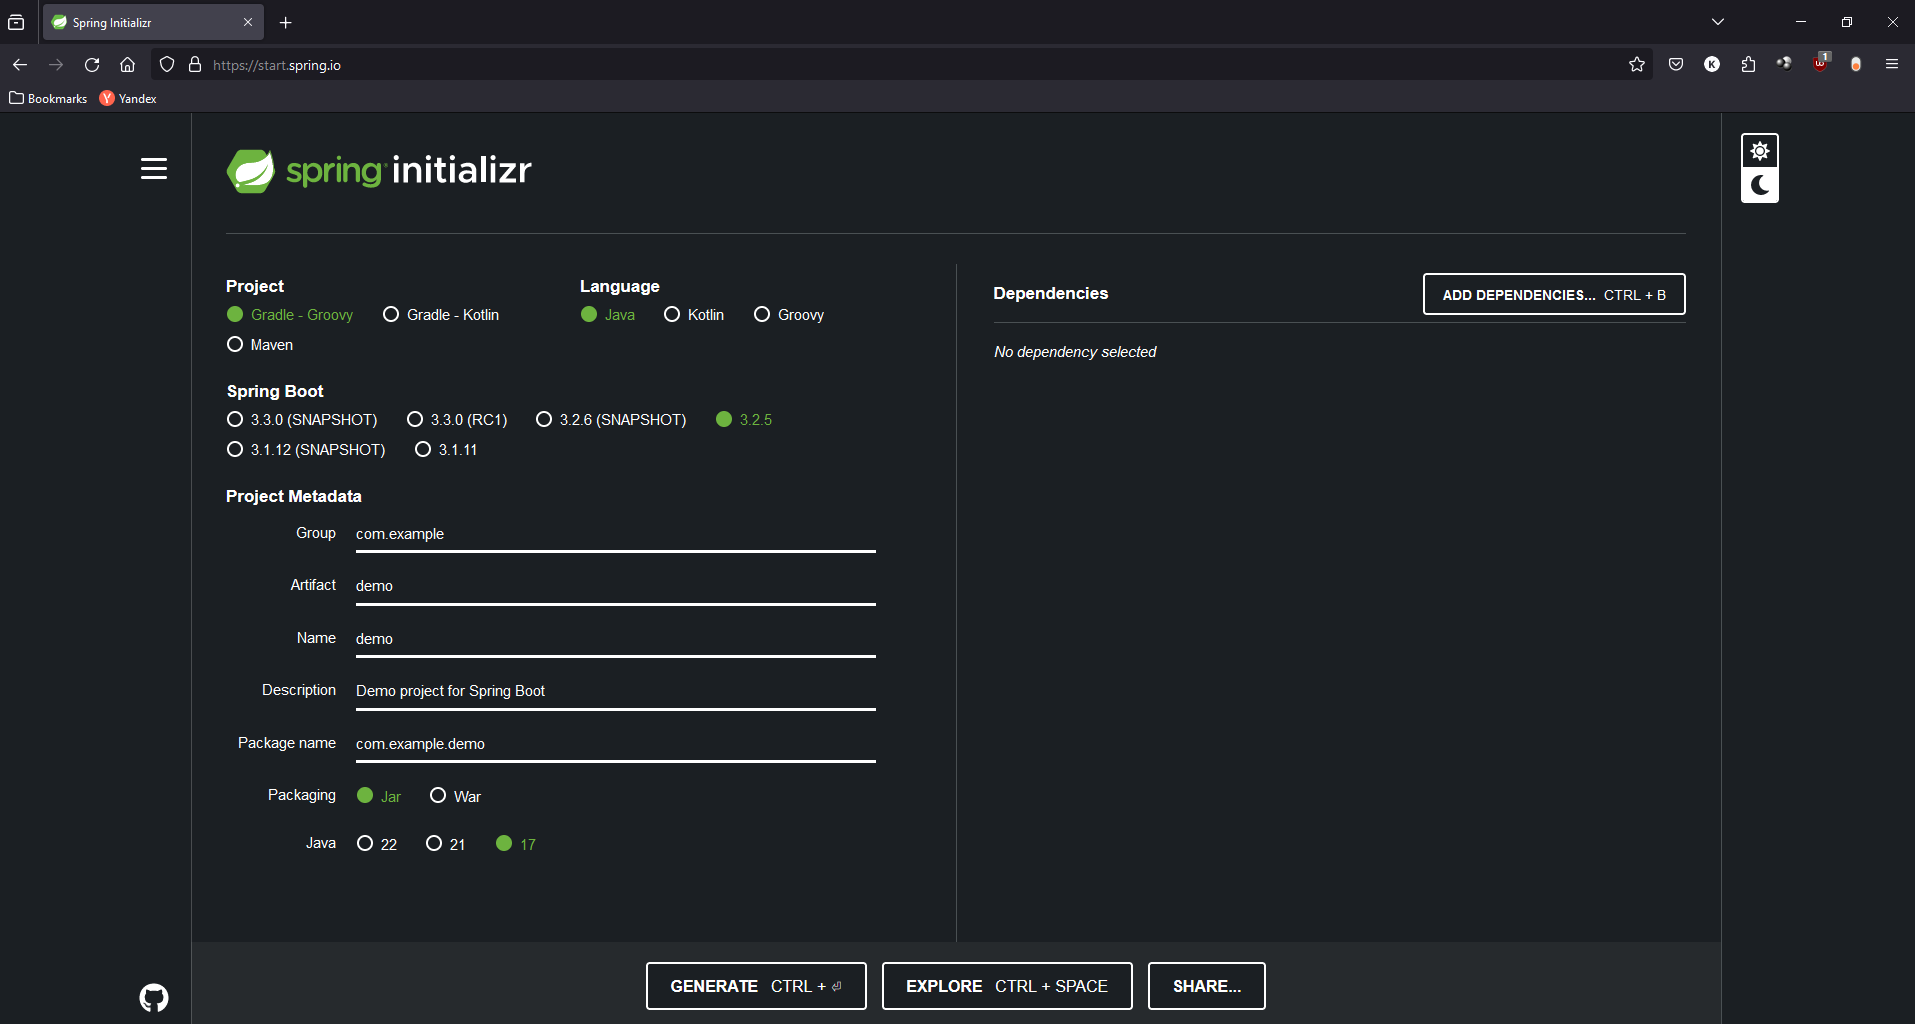 Spring Initializr
https://start.spring.io
K
1
Bookmarks
Y Yandex
spring initializr
Project
Gradle - Groovy
Gradle - Kotlin
Maven
Language
Java
Kotlin
Groovy
Spring Boot
3.3.0 (SNAPSHOT)
3.3.0 (RC1)
3.2.6 (SNAPSHOT)
3.2.5
3.1.12 (SNAPSHOT)
3.1.11
Project Metadata
Group com.example
Artifact demo
Name demo
Description Demo project for Spring Boot
Package name com.example.demo
Packaging Jar War
Java 22 21 17
Dependencies
ADD DEPENDENCIES... CTRL + B
No dependency selected
GENERATE CTRL + ⏎
EXPLORE CTRL + SPACE
SHARE...